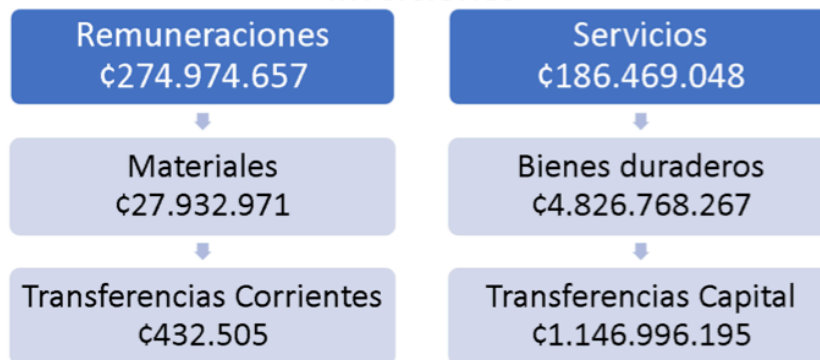 Remuneraciones
¢274.974.657
Servicios
¢186.469.048
Materiales
¢27.932.971
Bienes duraderos
¢4.826.768.267
Transferencias Corrientes
¢432.505
Transferencias Capital
¢1.146.996.195